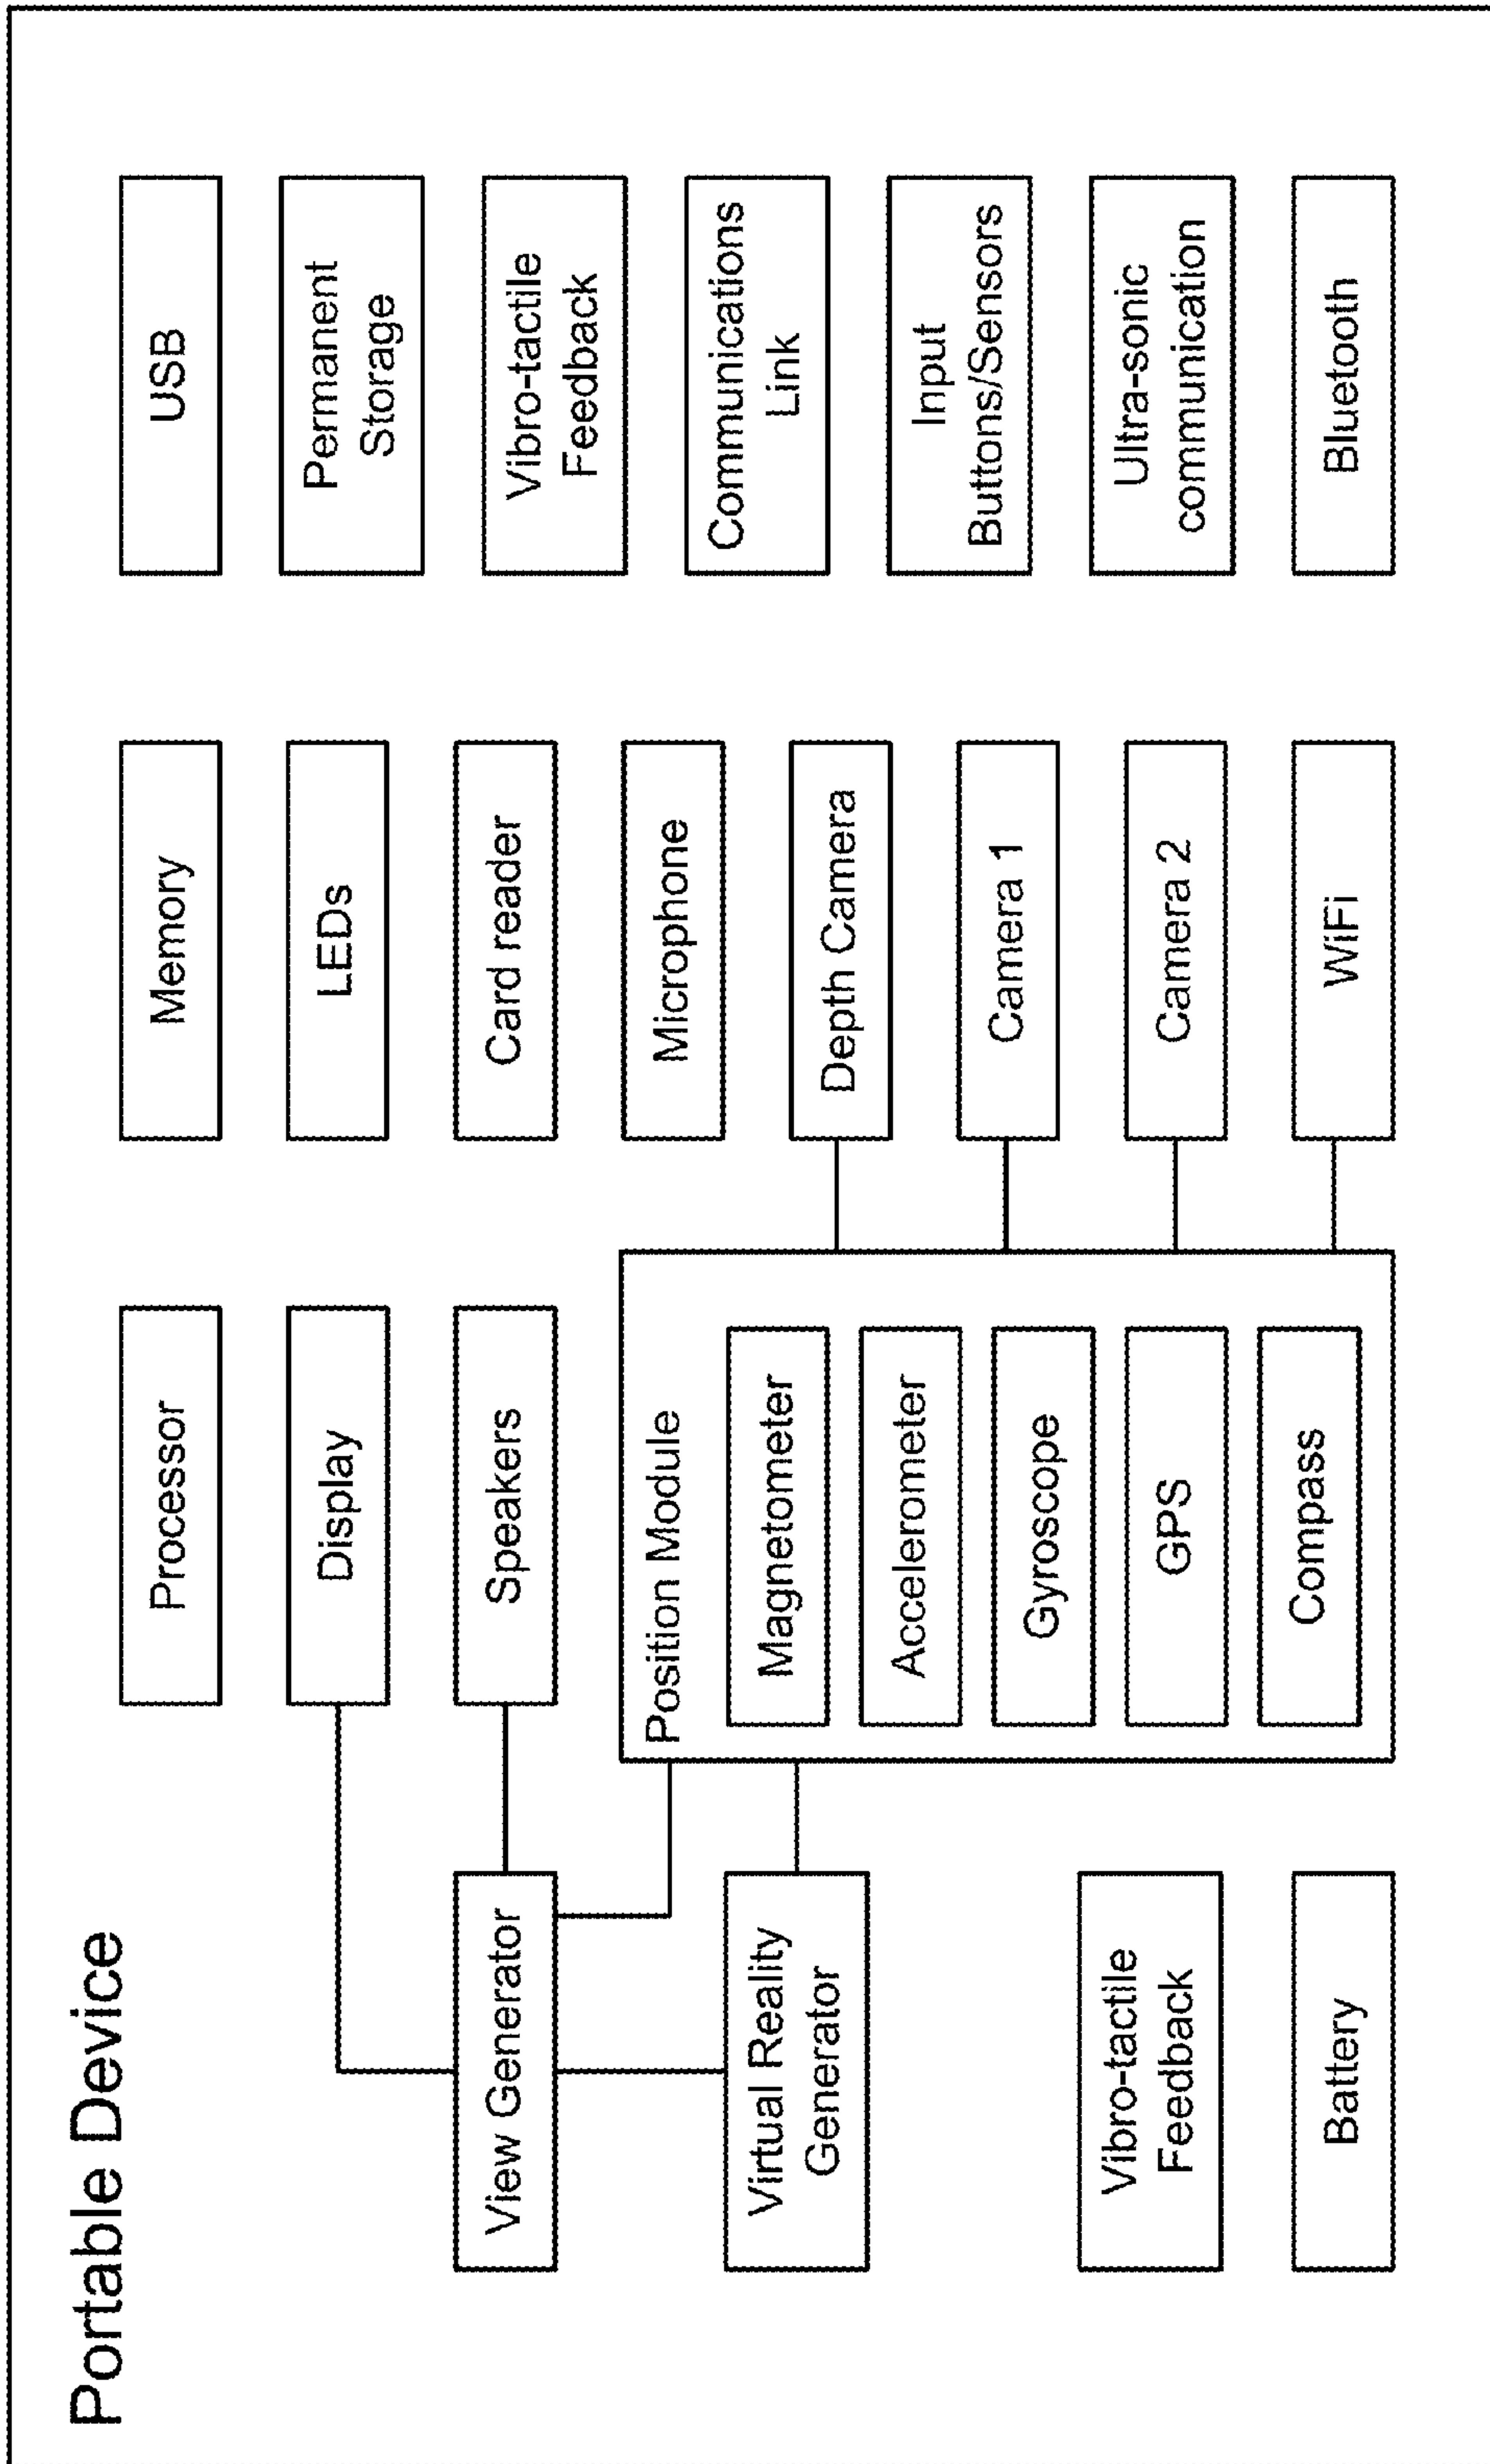 Portable Device
Processor
Memory
USB
Display
LEDs
Permanent
Storage
View Generator
Speakers
Card reader
Vibro-tactile
Feedback
Position Module
Microphone
Communications
Link
Virtual Reality
Generator
Magnetometer
Depth Camera
Accelerometer
Input
Buttons/Sensors
Gyroscope
Camera 1
Vibro-tactile
Feedback
GPS
Camera 2
Ultra-sonic
communication
Battery
Compass
WiFi
Bluetooth